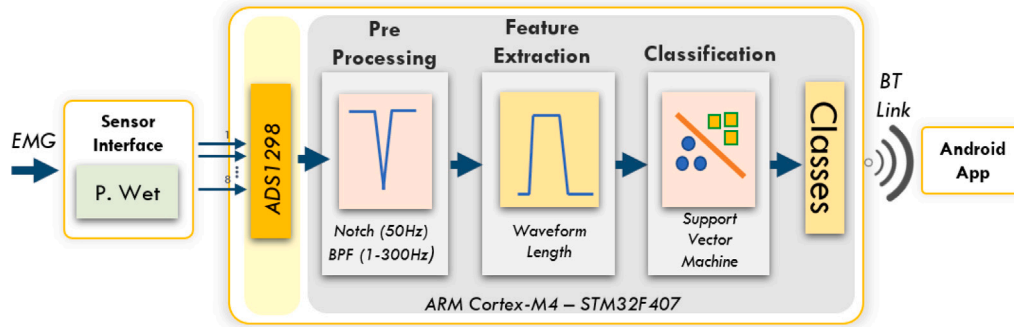 EMG
Sensor
Interface
P. Wet
1
8
ADS1298
Pre
Processing
Notch (50Hz)
BPF (1-300Hz)
Feature
Extraction
Waveform
Length
Classification
Support
Vector
Machine
Classes
ARM Cortex-M4 – STM32F407
BT
Link
Android
App